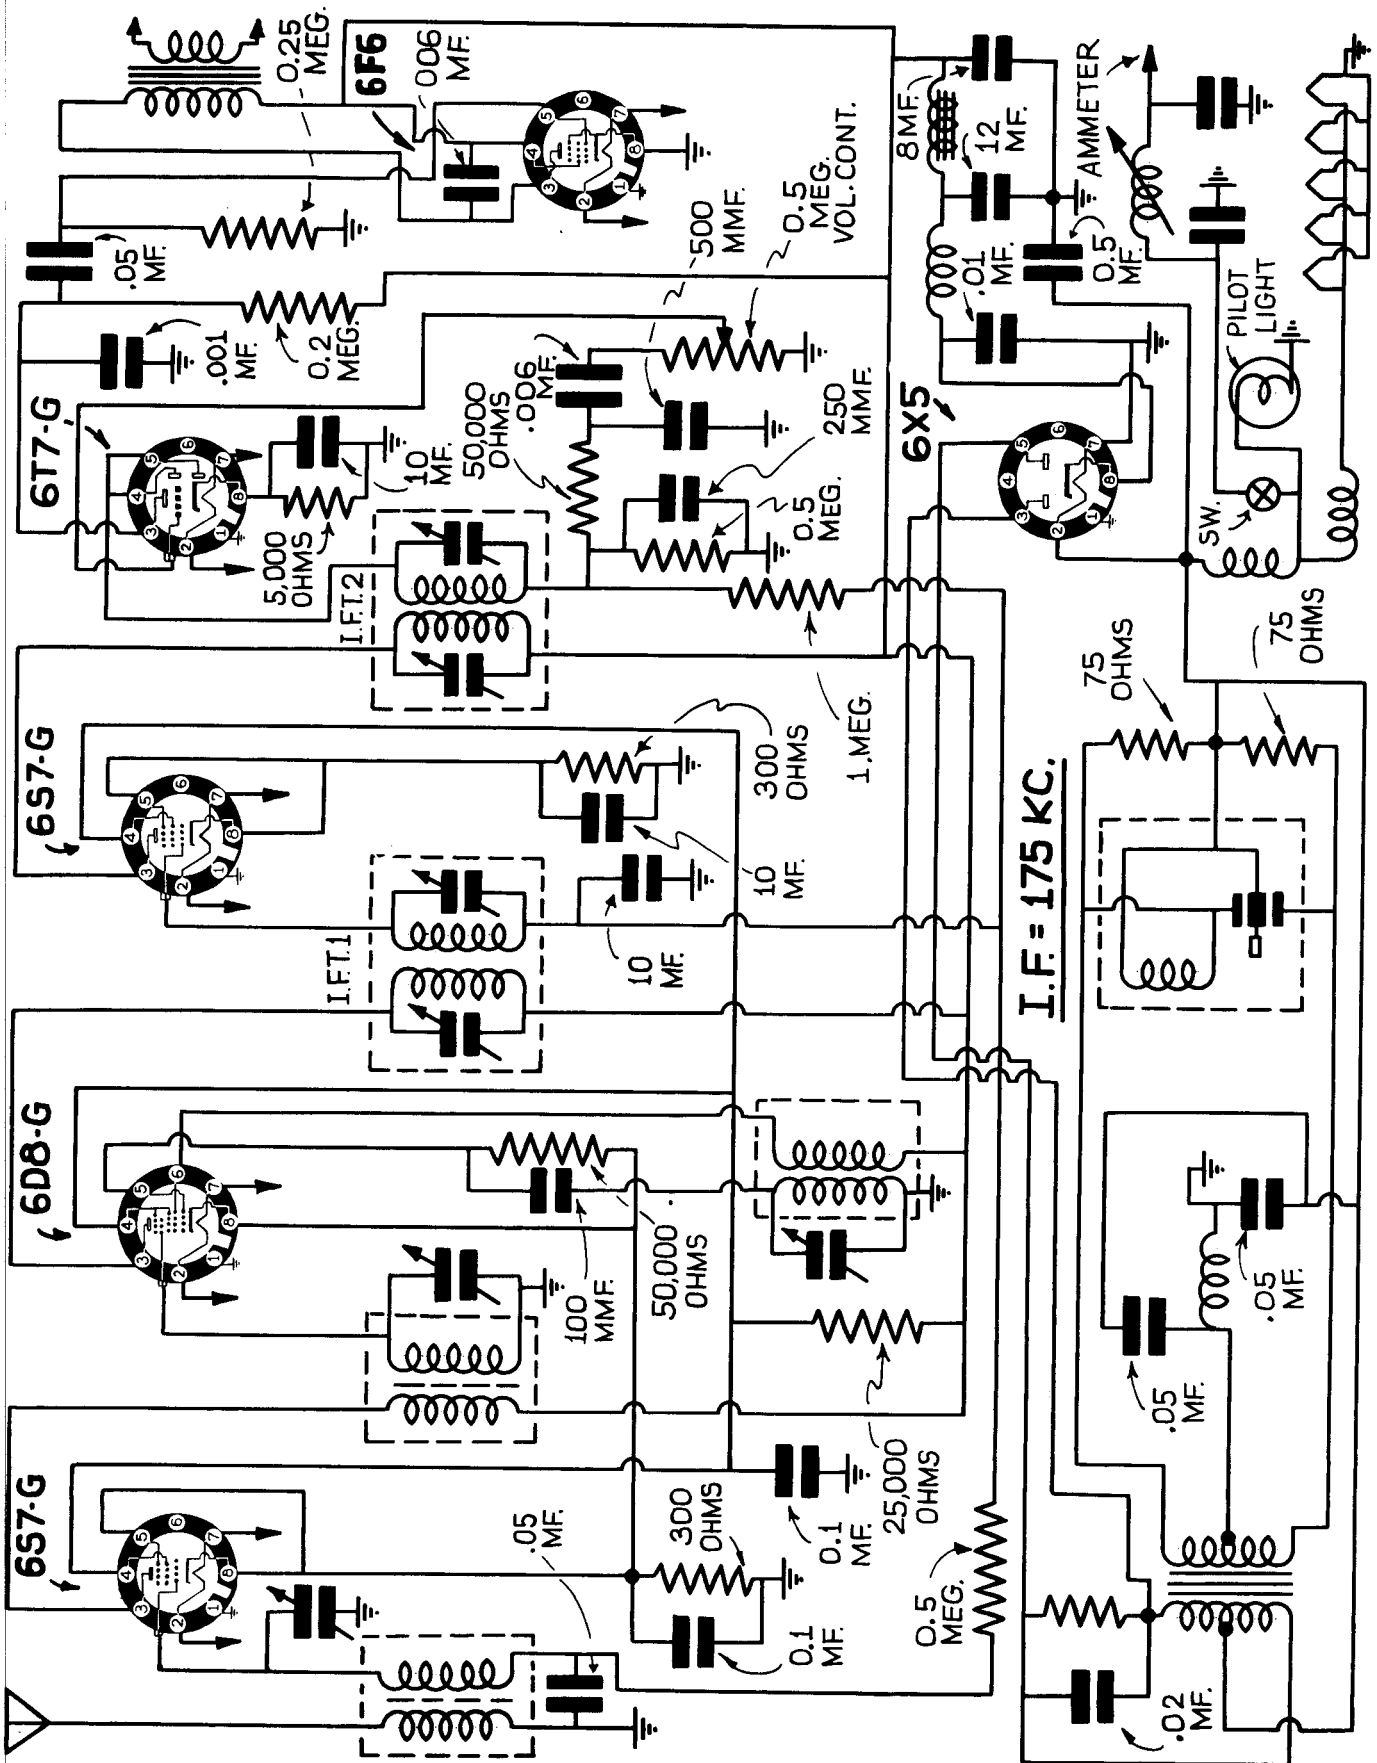 6S7-G
6D8-G
6S7-G
6T7-G
.05
MF.
.001
MF.
0.2
MEG.
0.25
MEG.
6F6
.006
MF.
I.F.T.1
I.F.T.2
5,000
OHMS
10
MF.
50,000
OHMS
.006
MF.
.05
MF.
100
MMF.
50,000
OHMS
10
MF.
10
MF.
300
OHMS
1. MEG.
0.5
MEG.
250
MMF.
500
MMF.
0.5
MEG.
VOL. CONT.
300
OHMS
0.1
MF.
0.1
MF.
25,000
OHMS
0.5
MEG.
6X5
8 MF.
12
MF.
.01
MF.
0.5
MF.
AMMETER
I.F. = 175 KC.
75
OHMS
75
OHMS
SW.
PILOT
LIGHT
.05
MF.
.05
MF.
.02
MF.